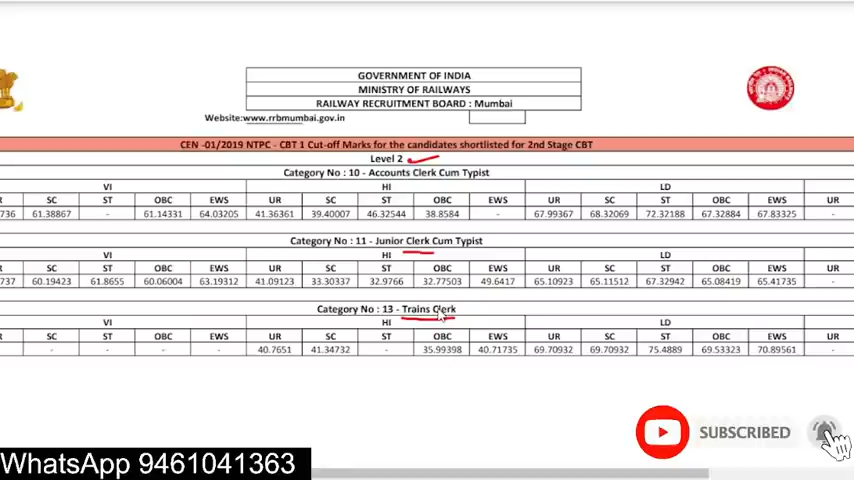 GOVERNMENT OF INDIA
MINISTRY OF RAILWAYS
RAILWAY RECRUITMENT BOARD : Mumbai
Website:www.rrbmumbai.gov.in
CEN -01/2019 NTPC - CBT 1 Cut-off Marks for the candidates shortlisted for 2nd Stage CBT
Level 2
Category No : 10 - Accounts Clerk Cum Typist
VI HI LD
R SC ST OBC EWS UR SC ST OBC EWS UR SC ST OBC EWS UR
736 61.38867 - 61.14331 64.03205 41.36361 39.40007 46.32544 38.8584 - 67.99367 68.32069 72.32188 67.32884 67.83325 -
Category No : 11 - Junior Clerk Cum Typist
VI HI LD
R SC ST OBC EWS UR SC ST OBC EWS UR SC ST OBC EWS UR
737 60.19423 61.8655 60.06004 63.19312 41.09123 33.30337 32.9766 32.77503 49.6417 65.10923 65.11512 67.32942 65.08419 65.41735 -
Category No : 13 - Trains Clerk
VI HI LD
R SC ST OBC EWS UR SC ST OBC EWS UR SC ST OBC EWS UR
- - - - 40.7651 41.34732 - 35.99398 40.71735 69.70932 69.70932 75.4889 69.53323 70.89561 -
SUBSCRIBED
WhatsApp 9461041363